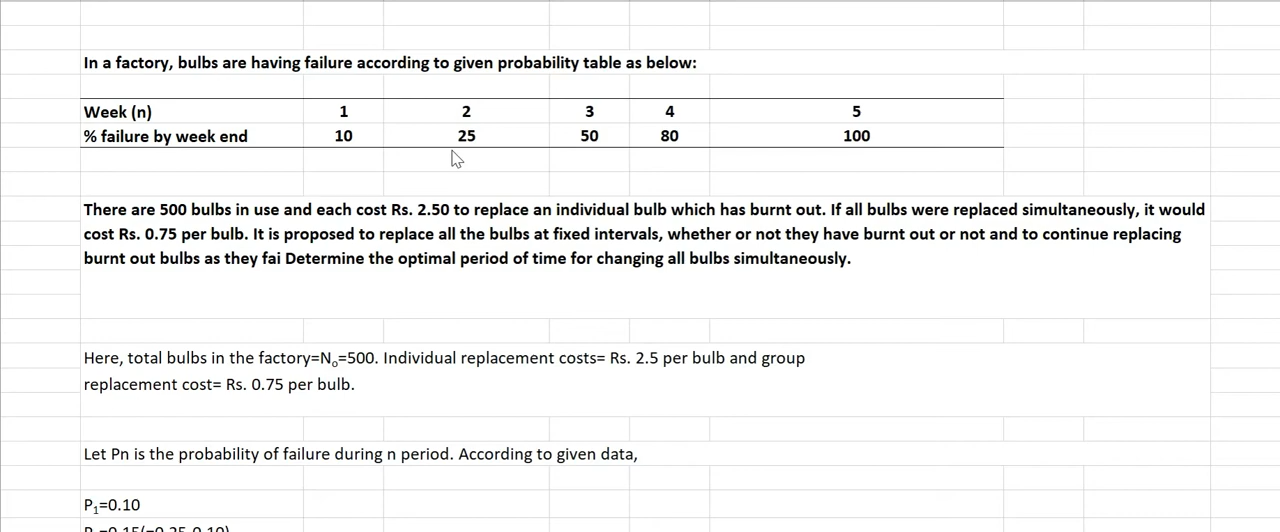 In a factory, bulbs are having failure according to given probability table as below:
Week (n) 1 2 3 4 5
% failure by week end 10 25 50 80 100
There are 500 bulbs in use and each cost Rs. 2.50 to replace an individual bulb which has burnt out. If all bulbs were replaced simultaneously, it would
cost Rs. 0.75 per bulb. It is proposed to replace all the bulbs at fixed intervals, whether or not they have burnt out or not and to continue replacing
burnt out bulbs as they fai Determine the optimal period of time for changing all bulbs simultaneously.
Here, total bulbs in the factory=Nₒ=500. Individual replacement costs= Rs. 2.5 per bulb and group
replacement cost= Rs. 0.75 per bulb.
Let Pn is the probability of failure during n period. According to given data,
P₁=0.10